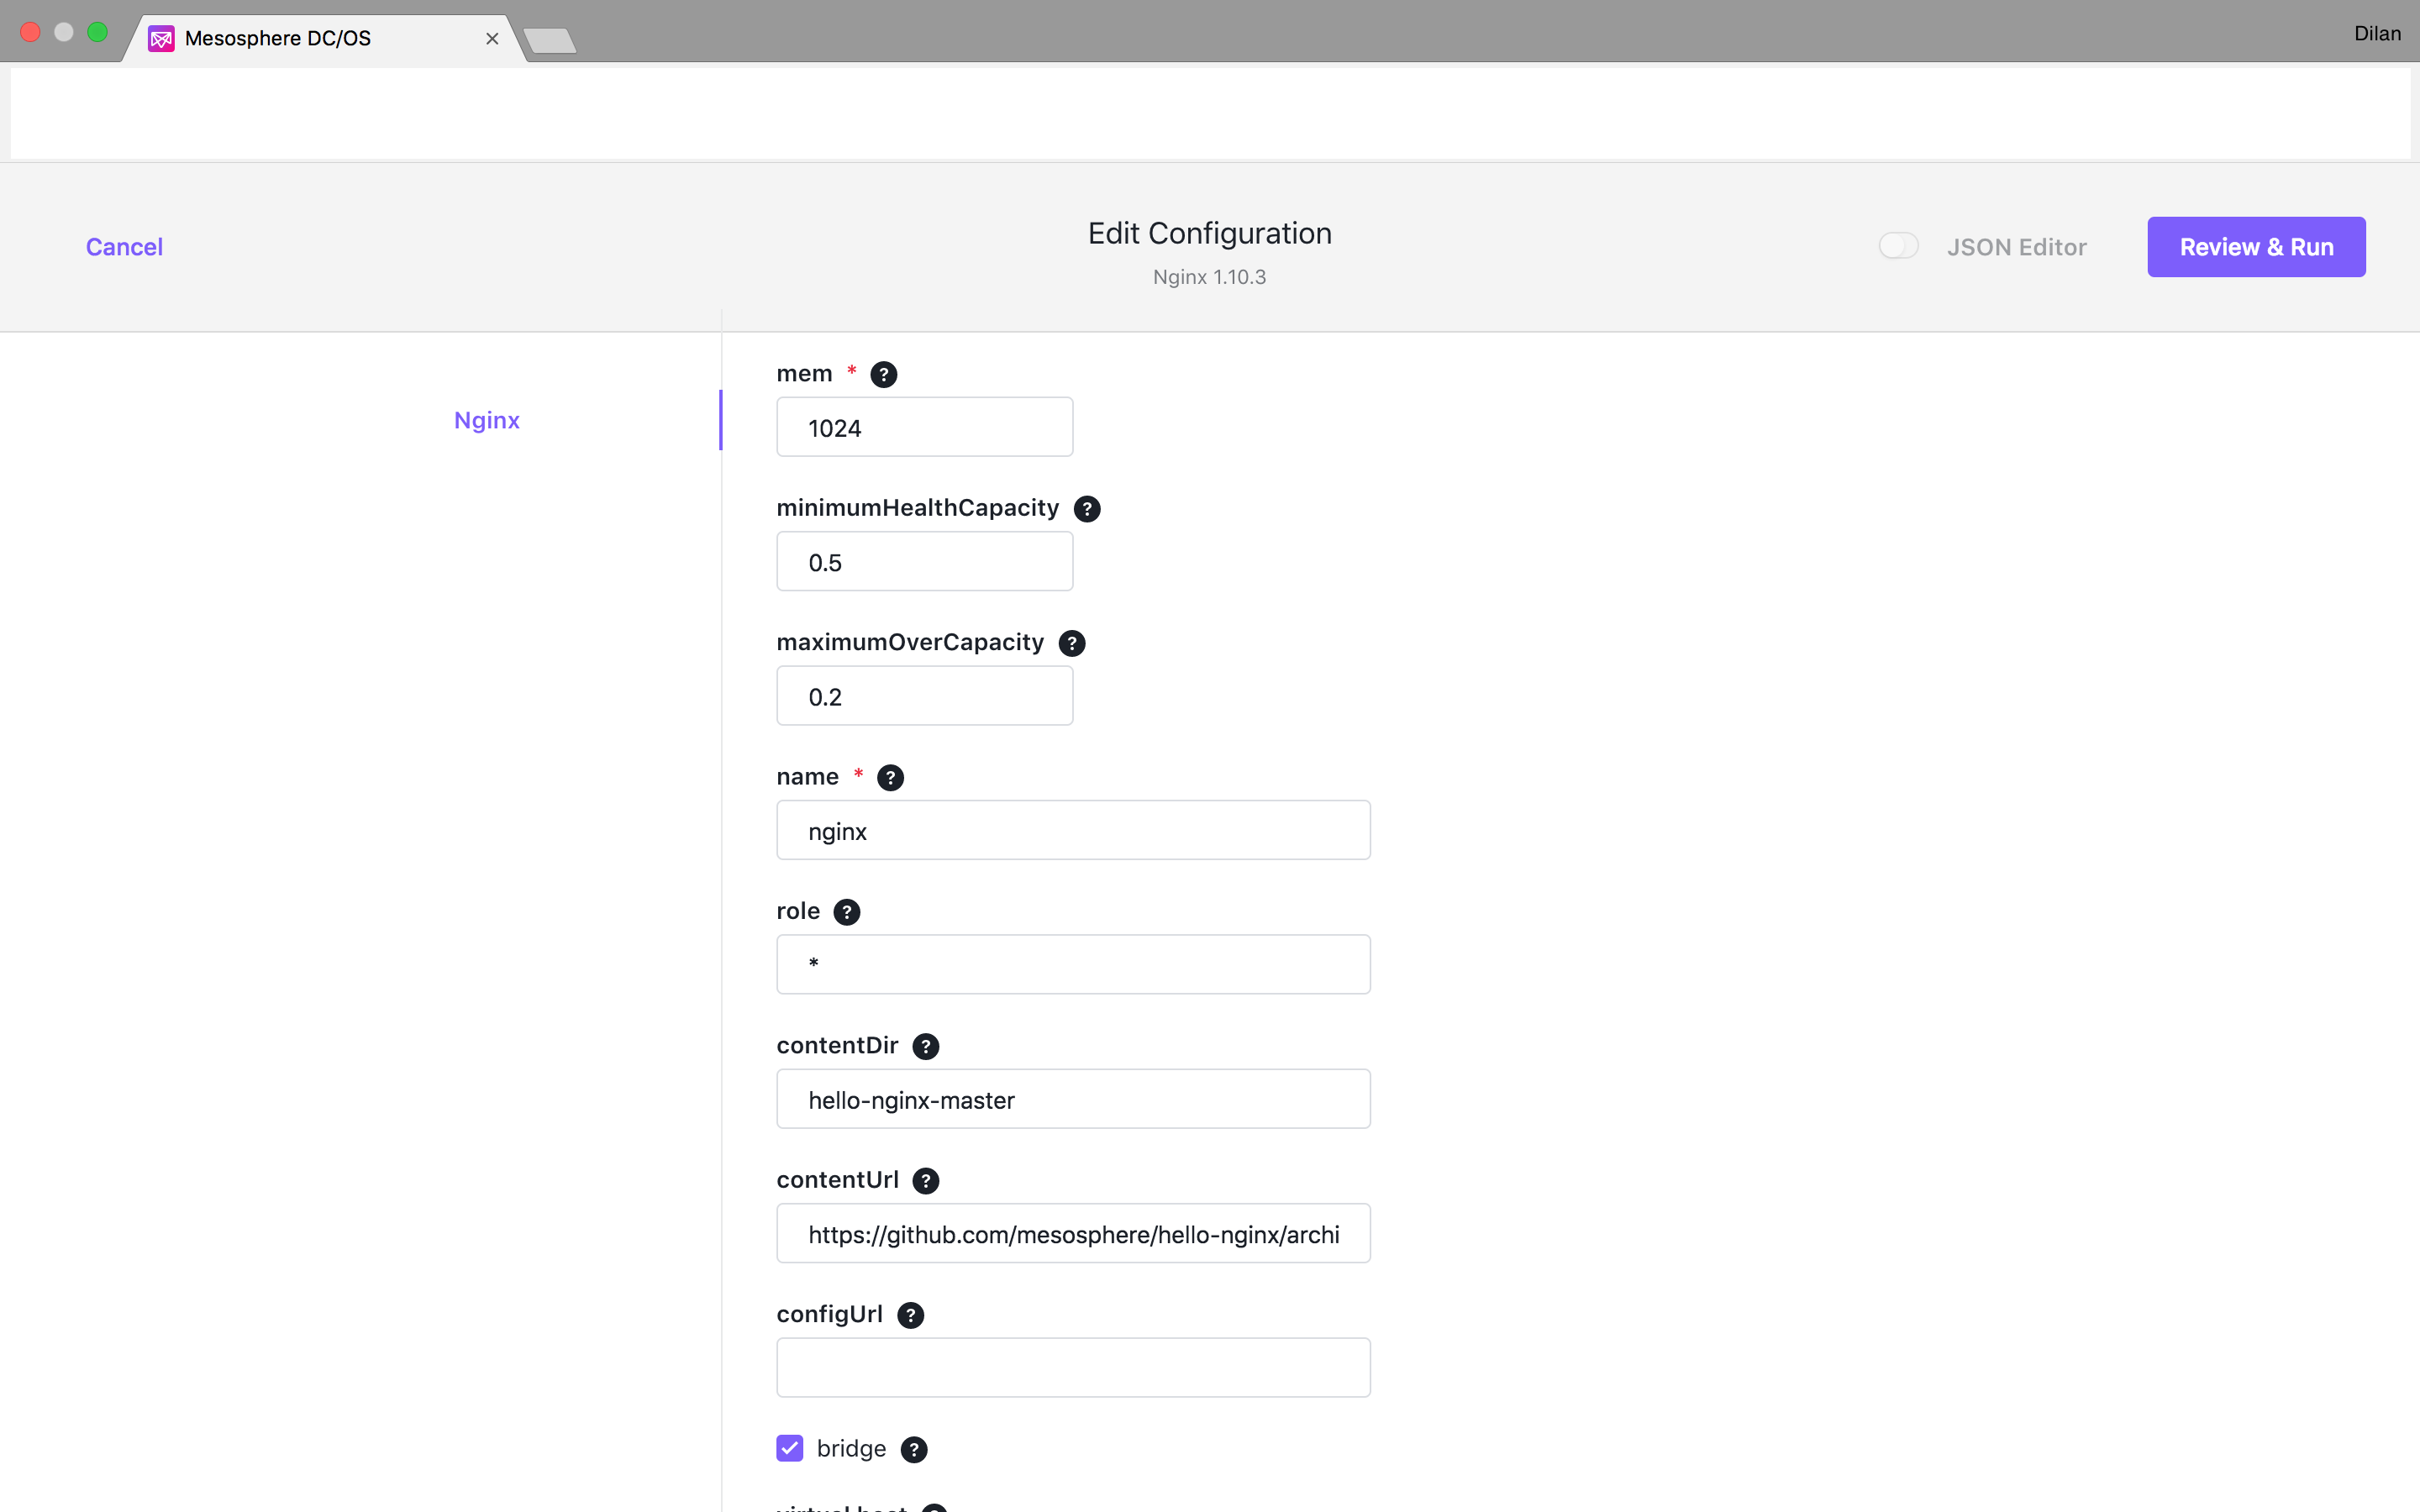 Mesosphere DC/OS
Dilan
Cancel
Edit Configuration
Nginx 1.10.3
JSON Editor
Review & Run
Nginx
mem * ?
1024
minimumHealthCapacity ?
0.5
maximumOverCapacity ?
0.2
name * ?
nginx
role ?
*
contentDir ?
hello-nginx-master
contentUrl ?
https://github.com/mesosphere/hello-nginx/archi
configUrl ?
bridge ?
virtual host ?